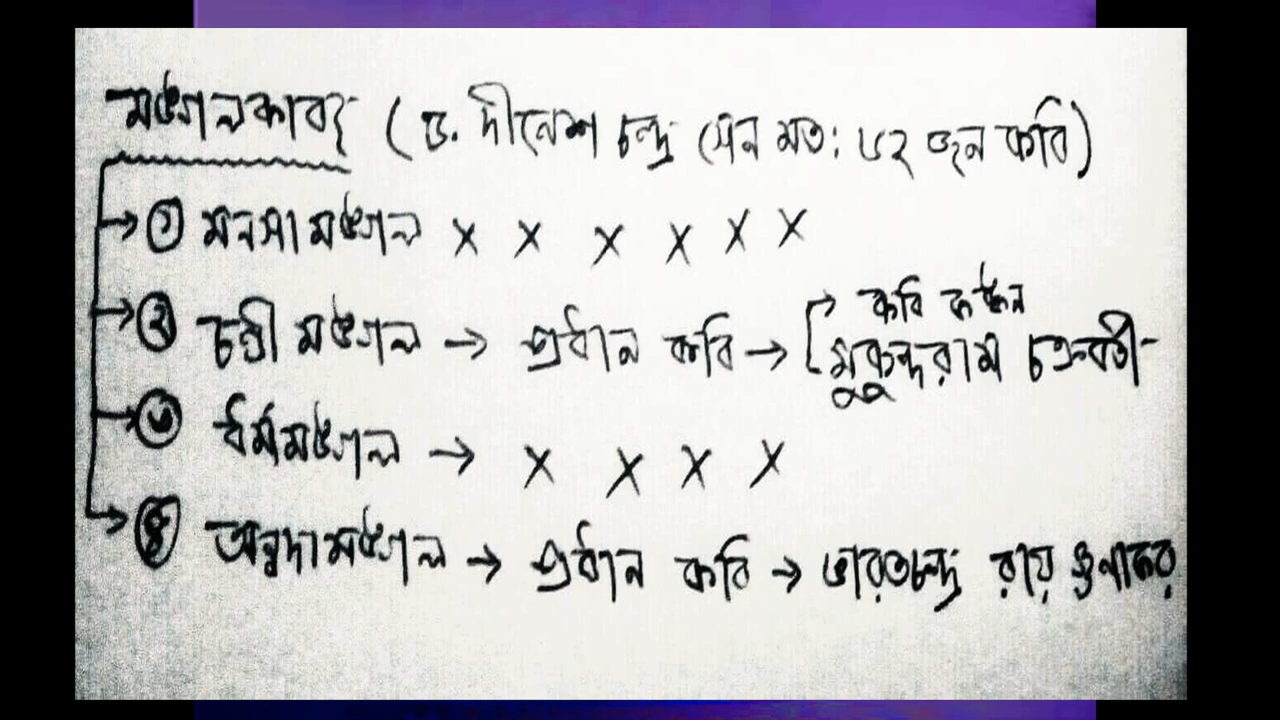 মঙ্গলকাব্য (ড. দীনেশ চন্দ্র সেন মত: ৬২ জন কবি)
→ ① মনসা মঙ্গল × × × × × ×
→ ② চণ্ডী মঙ্গল → প্রধান কবি → কবি কঙ্কন
মুকুন্দরাম চক্রবর্তী
→ ③ ধর্মমঙ্গল → × × × ×
→ ④ অন্নদামঙ্গল → প্রধান কবি → ভারতচন্দ্র রায় গুনাকর